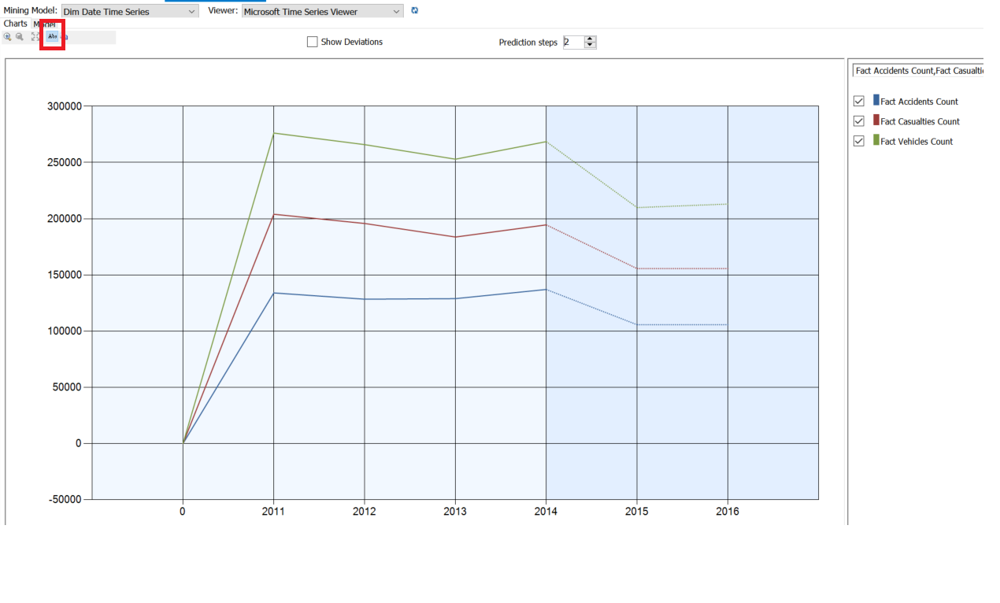 Mining Model: Dim Date Time Series Viewer: Microsoft Time Series Viewer
Charts Model
Abs
Show Deviations Prediction steps 2
Fact Accidents Count,Fact Casualti
Fact Accidents Count
Fact Casualties Count
Fact Vehicles Count
300000
250000
200000
150000
100000
50000
0
-50000
0 2011 2012 2013 2014 2015 2016